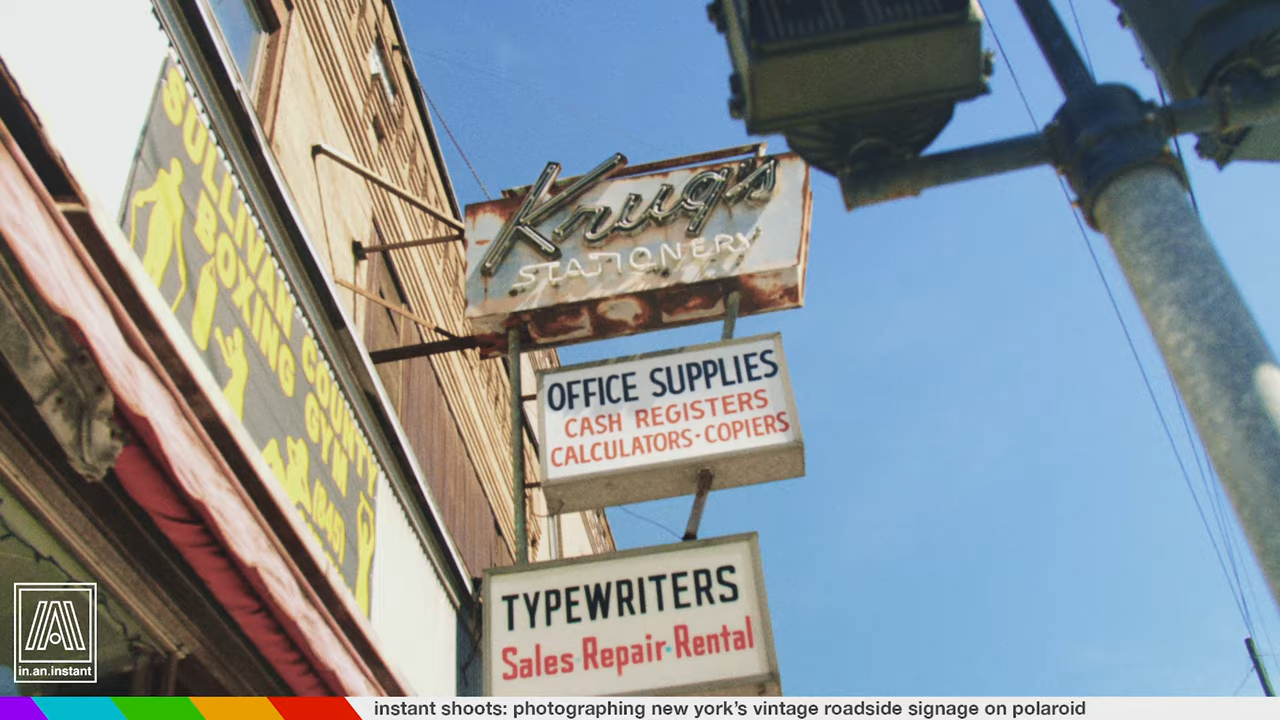 SULLIVAN
BOXING
COUNTY
GYM
(845)
Krug's
STATIONERY
OFFICE SUPPLIES
CASH REGISTERS
CALCULATORS-COPIERS
TYPEWRITERS
Sales·Repair·Rental
in.an.instant
instant shoots: photographing new york’s vintage roadside signage on polaroid